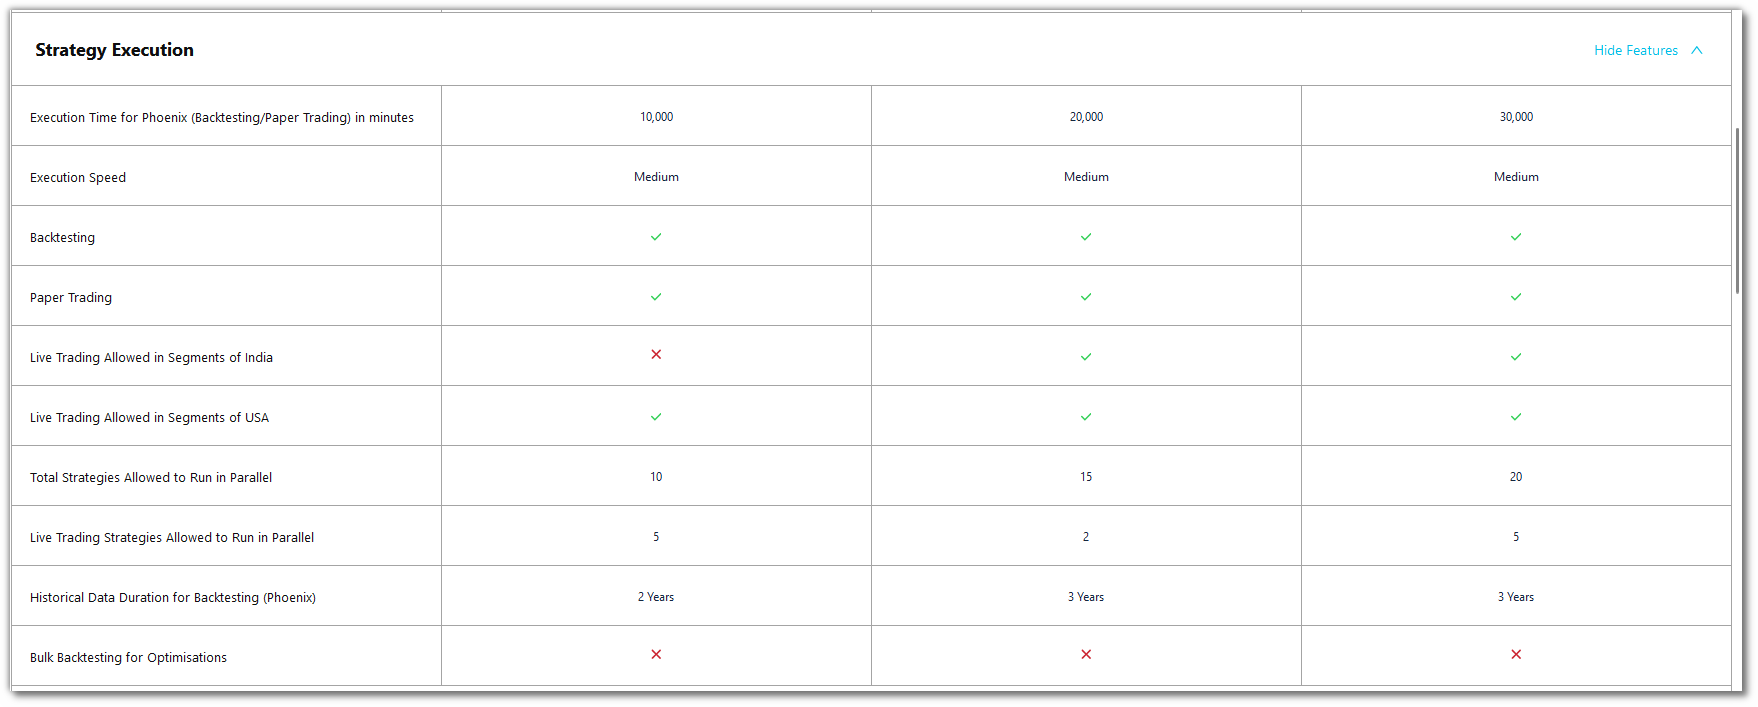 Strategy Execution
Hide Features
Execution Time for Phoenix (Backtesting/Paper Trading) in minutes 10,000 20,000 30,000
Execution Speed Medium Medium Medium
Backtesting
Paper Trading
Live Trading Allowed in Segments of India
Live Trading Allowed in Segments of USA
Total Strategies Allowed to Run in Parallel 10 15 20
Live Trading Strategies Allowed to Run in Parallel 5 2 5
Historical Data Duration for Backtesting (Phoenix) 2 Years 3 Years 3 Years
Bulk Backtesting for Optimisations